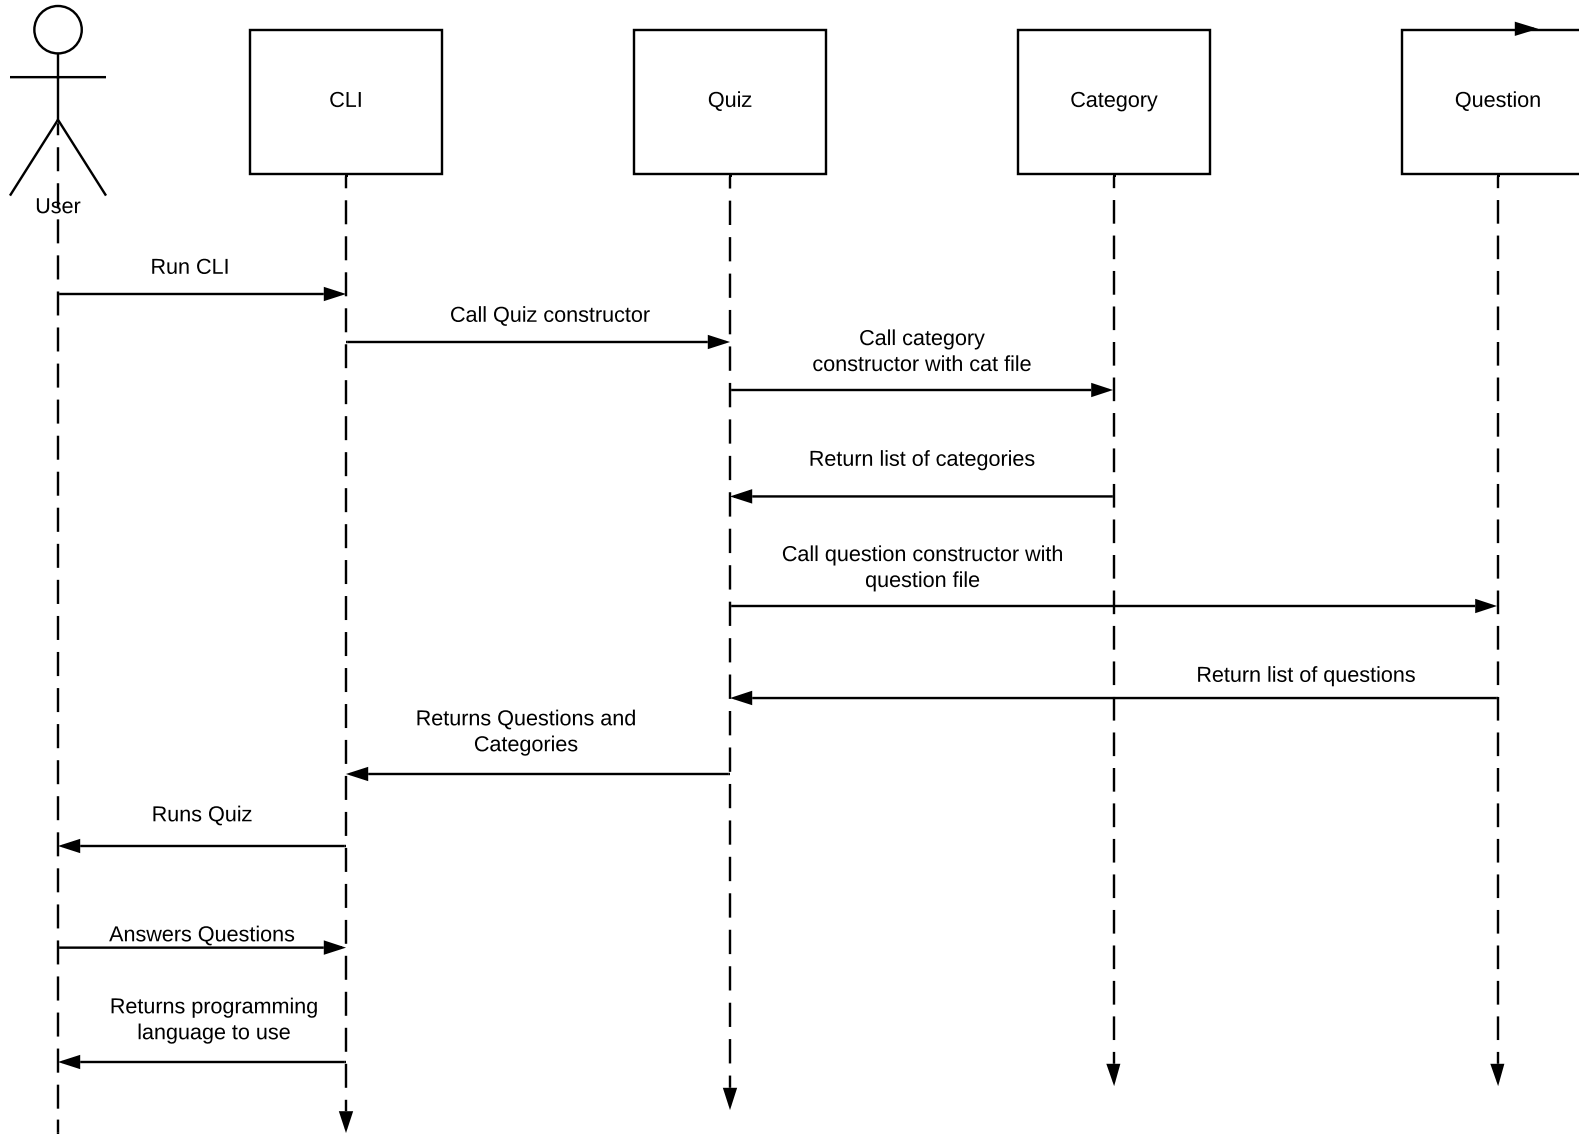 CLI
Quiz
Category
Question
User
Run CLI
Call Quiz constructor
Call category
constructor with cat file
Return list of categories
Call question constructor with
question file
Return list of questions
Returns Questions and
Categories
Runs Quiz
Answers Questions
Returns programming
language to use